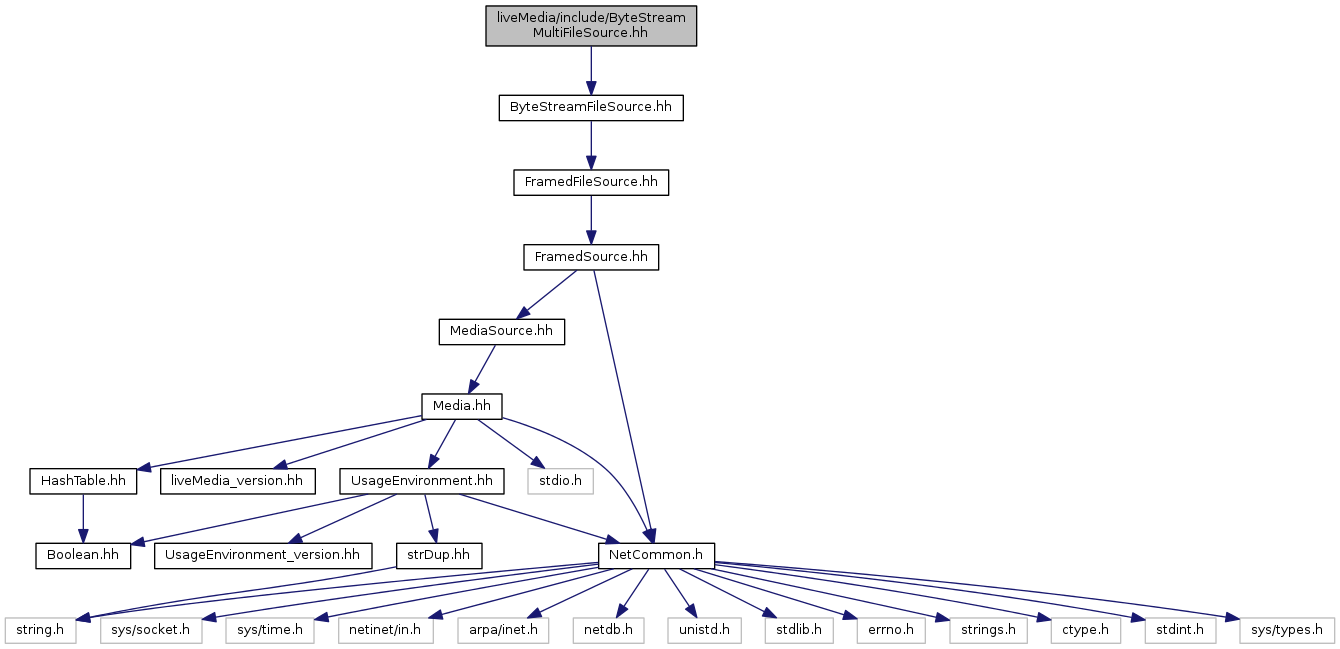 liveMedia/include/ByteStream
MultiFileSource.hh
ByteStreamFileSource.hh
FramedFileSource.hh
FramedSource.hh
MediaSource.hh
Media.hh
HashTable.hh
liveMedia_version.hh
UsageEnvironment.hh
stdio.h
Boolean.hh
UsageEnvironment_version.hh
strDup.hh
NetCommon.h
string.h
sys/socket.h
sys/time.h
netinet/in.h
arpa/inet.h
netdb.h
unistd.h
stdlib.h
errno.h
strings.h
ctype.h
stdint.h
sys/types.h